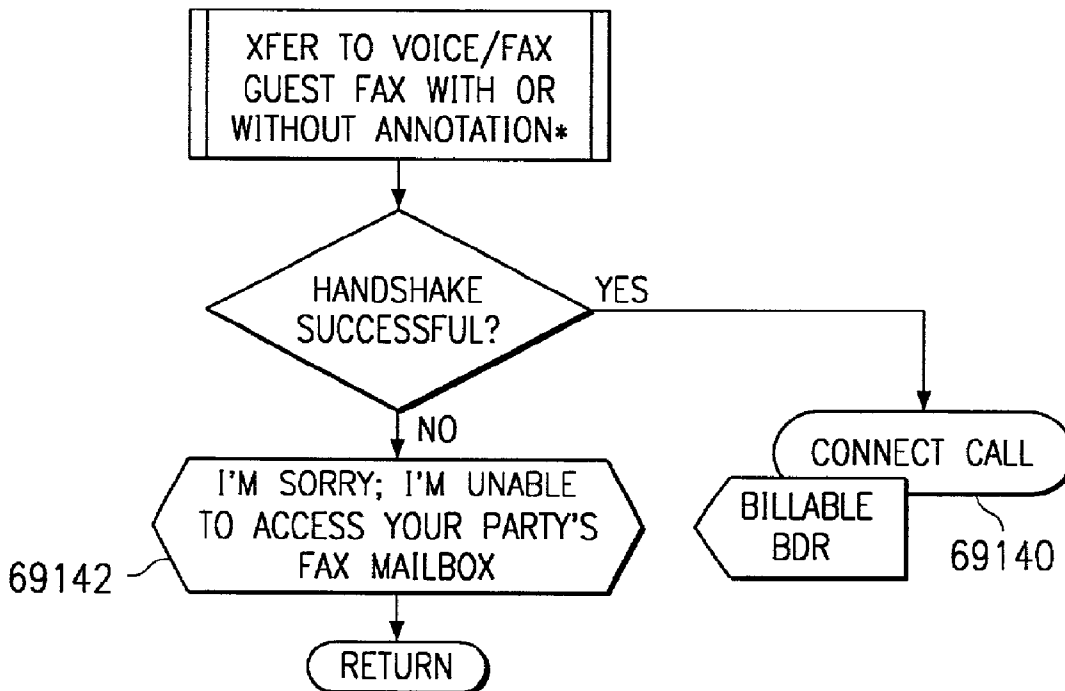 XFER TO VOICE/FAX
GUEST FAX WITH OR
WITHOUT ANNOTATION*
HANDSHAKE
SUCCESSFUL?
YES
NO
CONNECT CALL
BILLABLE
BDR
69140
I'M SORRY; I'M UNABLE
TO ACCESS YOUR PARTY'S
FAX MAILBOX
69142
RETURN